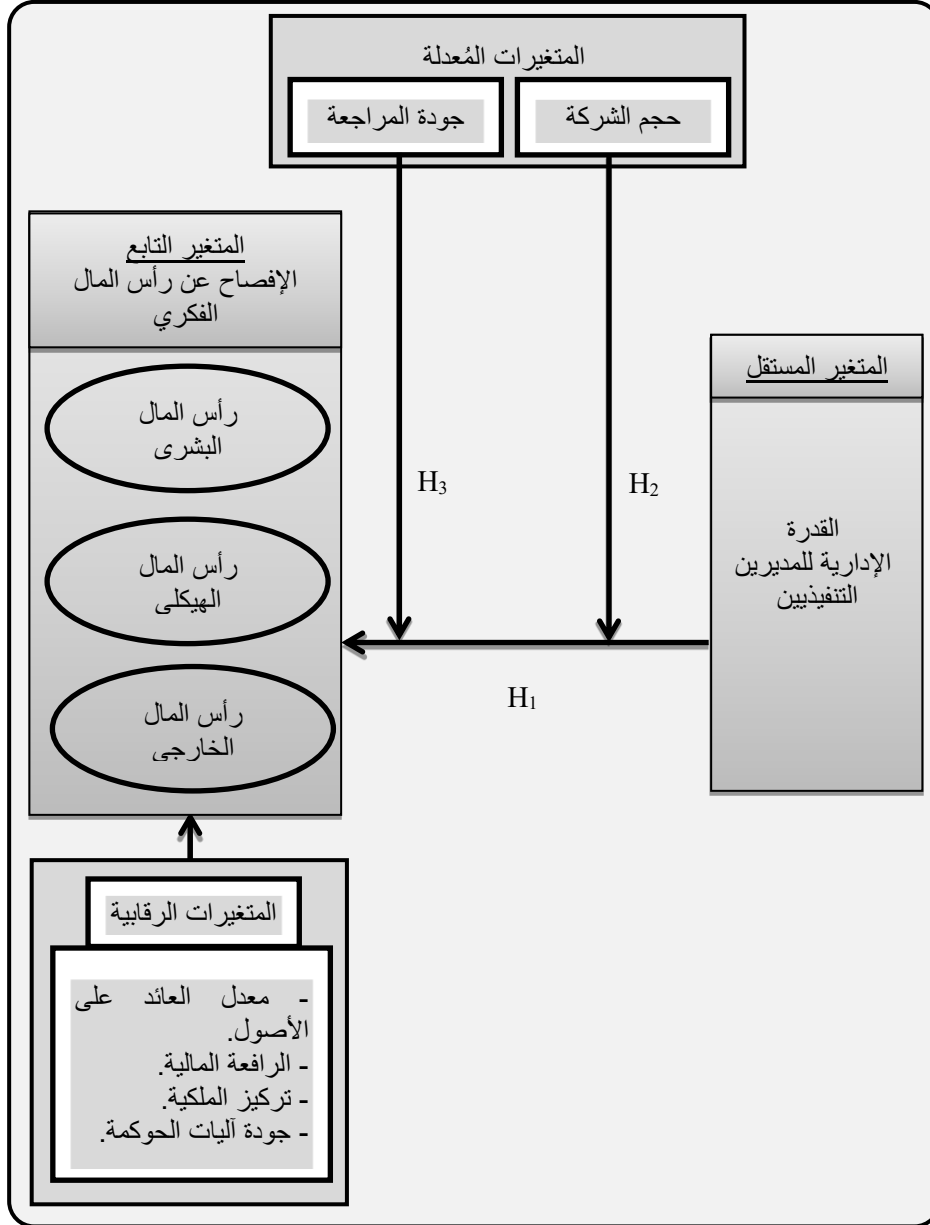 المتغيرات المُعدلة
حجم الشركة
جودة المراجعة
المتغير التابع
الإفصاح عن رأس المال
الفكري
رأس المال
البشرى
رأس المال
الهيكلى
رأس المال
الخارجى
المتغير المستقل
القدرة
الإدارية للمديرين
التنفيذيين
H₂
H₃
H₁
المتغيرات الرقابية
- معدل العائد على
الأصول.
- الرافعة المالية.
- تركيز الملكية.
- جودة آليات الحوكمة.